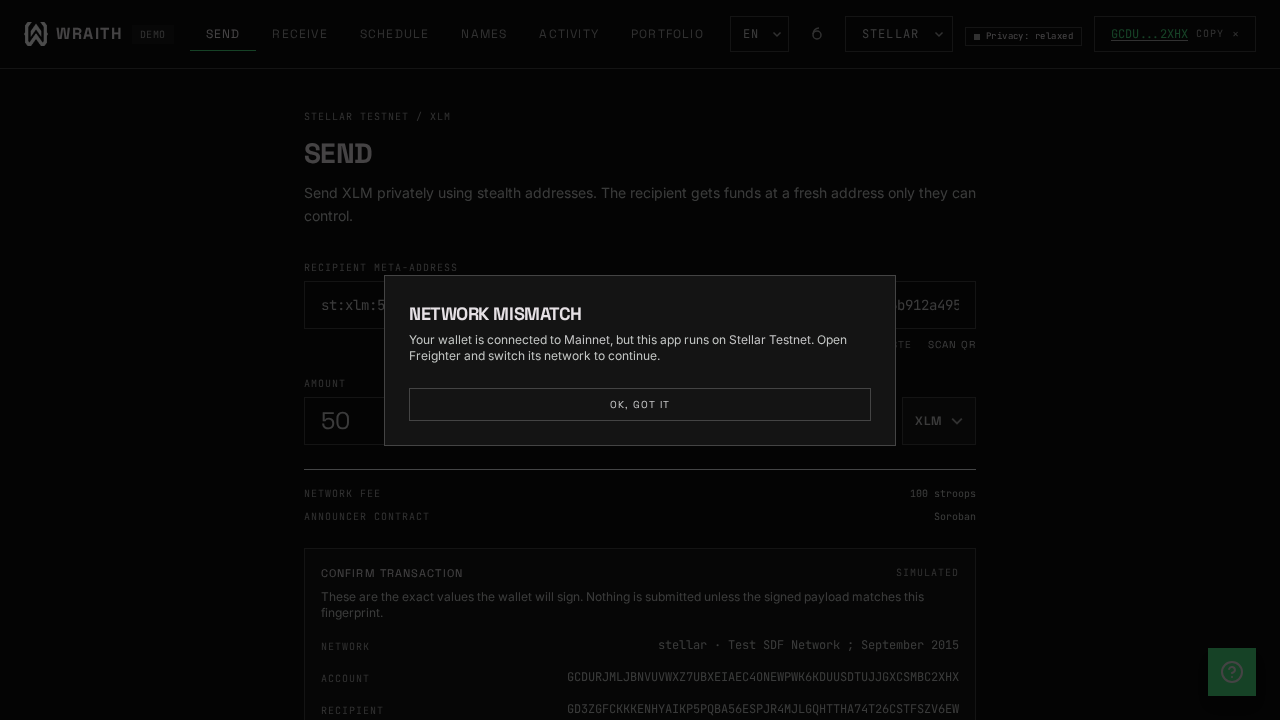 WRAITH DEMO SEND RECEIVE SCHEDULE NAMES ACTIVITY PORTFOLIO EN STELLAR Privacy: relaxed GCDU...2XHX COPY ×
STELLAR TESTNET / XLM
SEND
Send XLM privately using stealth addresses. The recipient gets funds at a fresh address only they can
control.
RECIPIENT META-ADDRESS
st:xlm:5 b912a495
SCAN QR
NETWORK MISMATCH
Your wallet is connected to Mainnet, but this app runs on Stellar Testnet. Open
Freighter and switch its network to continue.
OK, GOT IT
AMOUNT
50 XLM
NETWORK FEE 100 stroops
ANNOUNCER CONTRACT Soroban
CONFIRM TRANSACTION SIMULATED
These are the exact values the wallet will sign. Nothing is submitted unless the signed payload matches this
fingerprint.
NETWORK stellar · Test SDF Network ; September 2015
ACCOUNT GCDURJMLJBNVUVWXZ7UBXEIAEC4ONEWPWK6KDUUSDTUJJGXCSMBC2XHX
RECIPIENT GD3ZGFCKKKENHYAIKP5PQBA56ESPJR4MJLGQHTTHA74T26CSTFSZV6EW